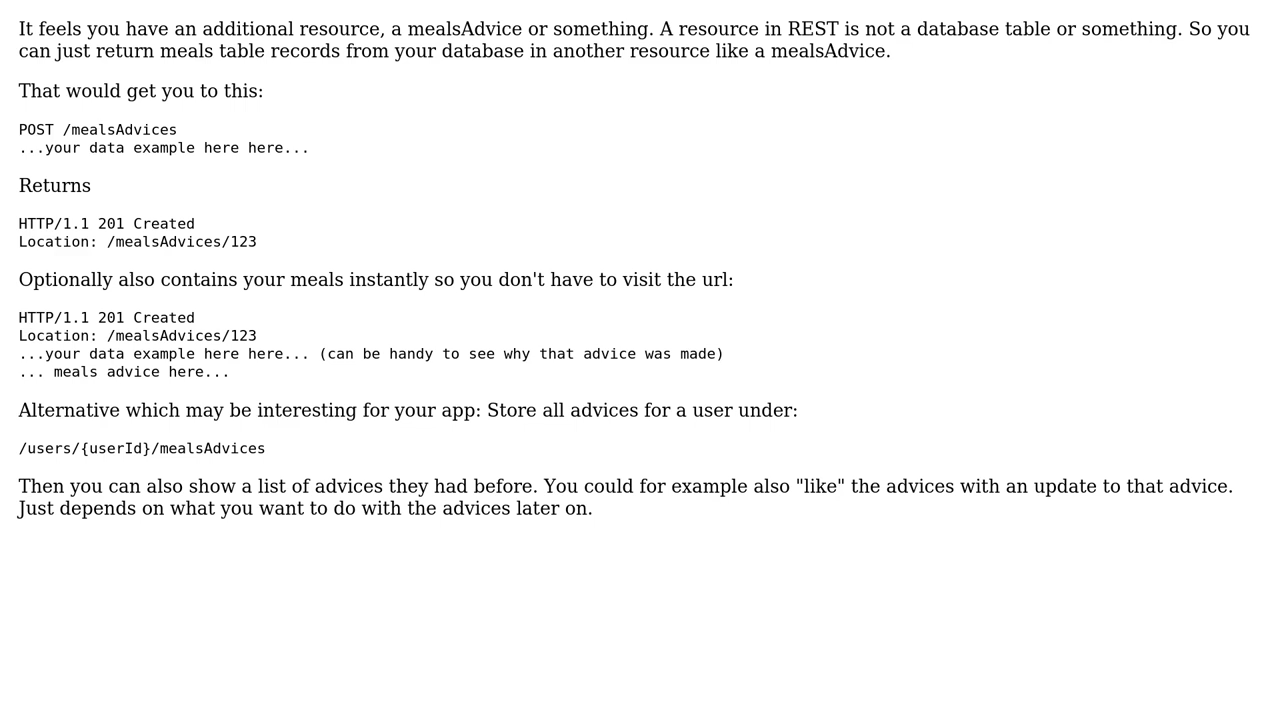 It feels you have an additional resource, a mealsAdvice or something. A resource in REST is not a database table or something. So you
can just return meals table records from your database in another resource like a mealsAdvice.
That would get you to this:
POST /mealsAdvices
...your data example here here...
Returns
HTTP/1.1 201 Created
Location: /mealsAdvices/123
Optionally also contains your meals instantly so you don't have to visit the url:
HTTP/1.1 201 Created
Location: /mealsAdvices/123
...your data example here here... (can be handy to see why that advice was made)
... meals advice here...
Alternative which may be interesting for your app: Store all advices for a user under:
/users/{userId}/mealsAdvices
Then you can also show a list of advices they had before. You could for example also "like" the advices with an update to that advice.
Just depends on what you want to do with the advices later on.